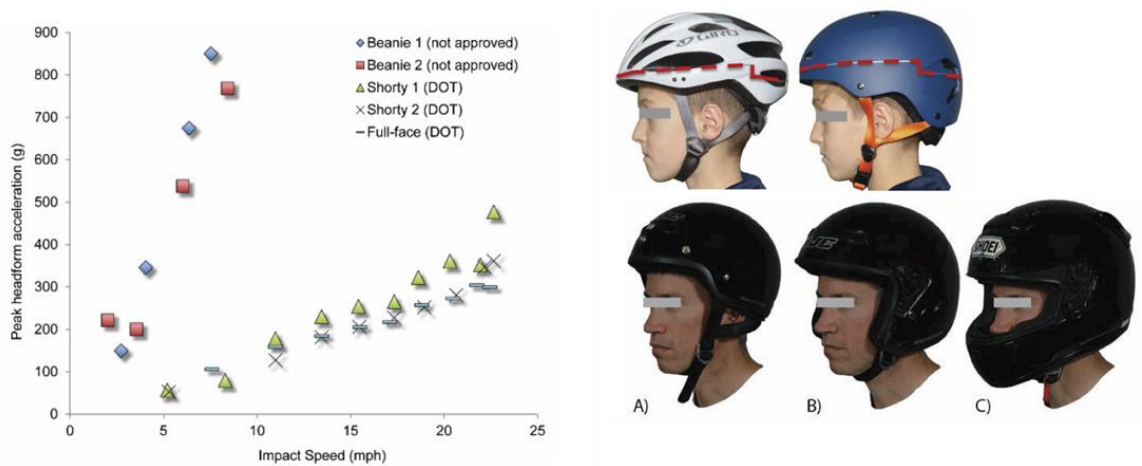 900
800
700
600
500
400
300
200
100
0
0 5 10 15 20 25
Peak headform acceleration (g)
Impact Speed (mph)
Beanie 1 (not approved)
Beanie 2 (not approved)
Shorty 1 (DOT)
Shorty 2 (DOT)
Full-face (DOT)
GIRO
HJC
SHOEI
A) B) C)